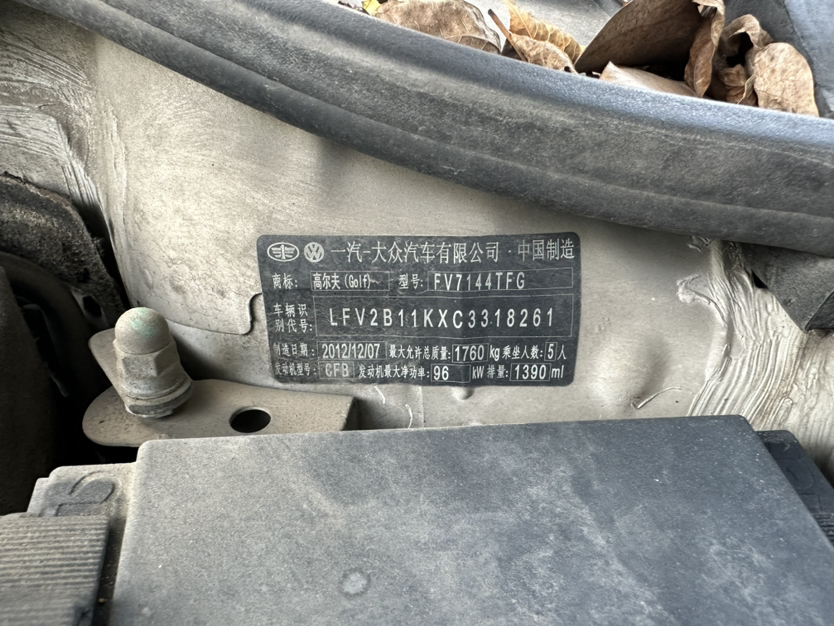 一汽-大众汽车有限公司·中国制造
商标: 高尔夫(Golf) 型号: FV7144TFG
车辆识别代号: LFV2B11KXC3318261
制造日期: 2012/12/07 最大允许总质量: 1760 kg 乘坐人数: 5 人
发动机型号: CFB 发动机最大净功率: 96 kW 排量: 1390 ml